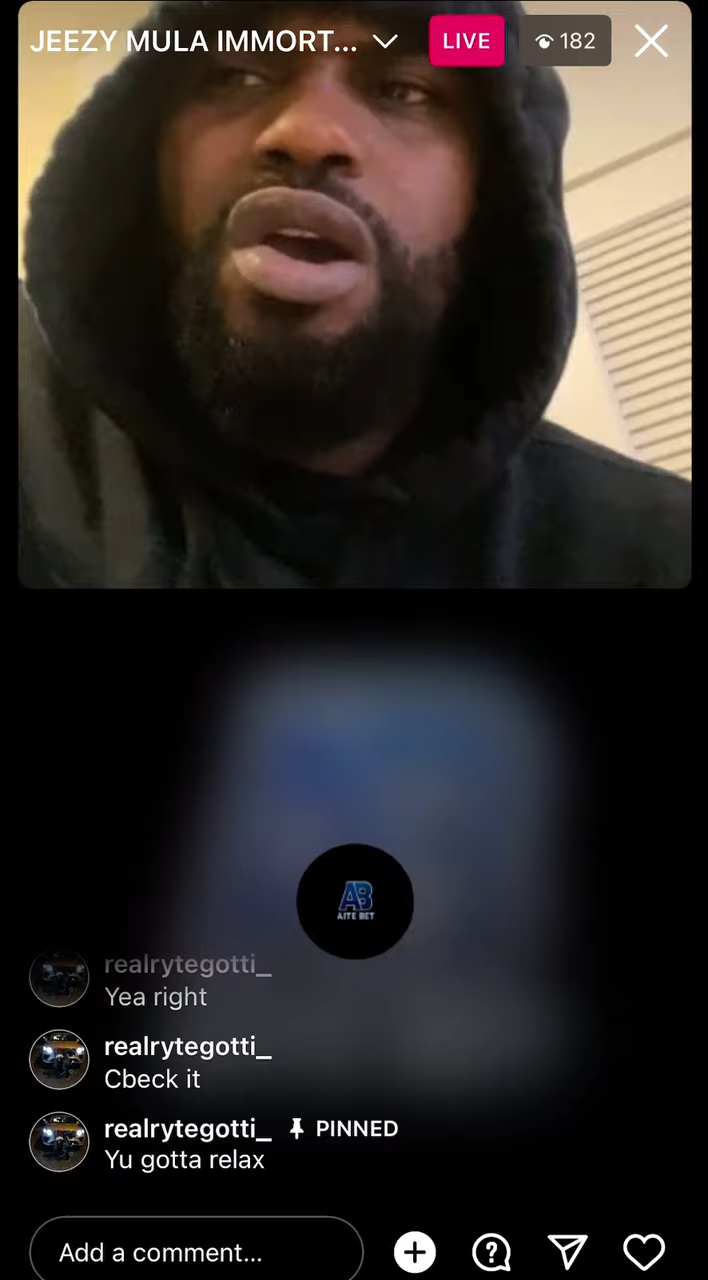 JEEZY MULA IMMORT...
LIVE
182
AB
AITE BET
realrytegotti_
Yea right
realrytegotti_
Cbeck it
realrytegotti_ PINNED
Yu gotta relax
Add a comment...